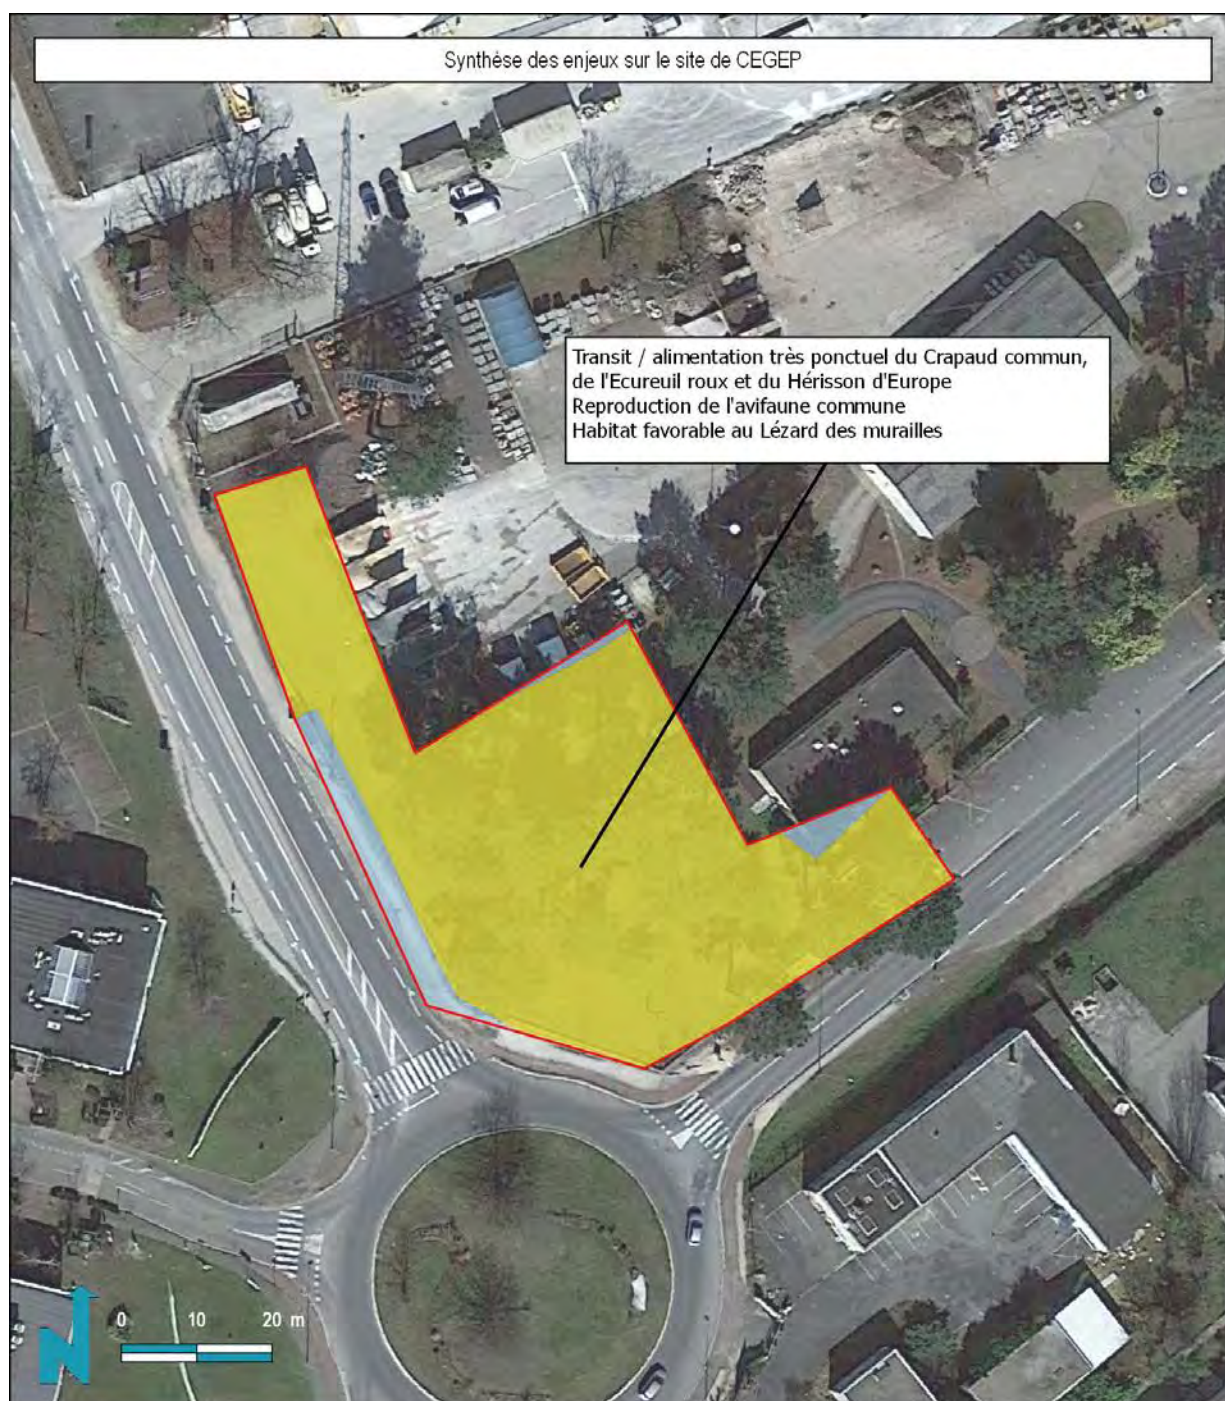 Synthèse des enjeux sur le site de CEGEP
Transit / alimentation très ponctuel du Crapaud commun,
de l'Ecureuil roux et du Hérisson d'Europe
Reproduction de l'avifaune commune
Habitat favorable au Lézard des murailles
N
0 10 20 m